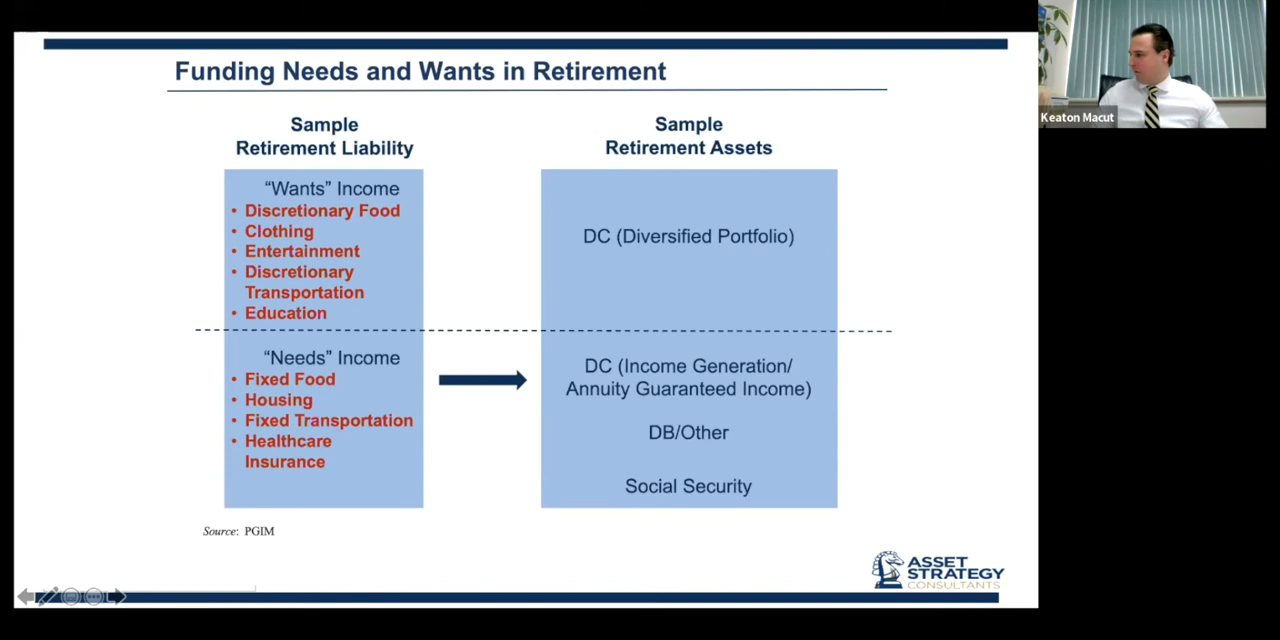 Funding Needs and Wants in Retirement
Sample
Retirement Liability
"Wants" Income
• Discretionary Food
• Clothing
• Entertainment
• Discretionary
Transportation
• Education
"Needs" Income
• Fixed Food
• Housing
• Fixed Transportation
• Healthcare
Insurance
Sample
Retirement Assets
DC (Diversified Portfolio)
DC (Income Generation/
Annuity Guaranteed Income)
DB/Other
Social Security
Source: PGIM
ASSET
STRATEGY
CONSULTANTS
Keaton Macut